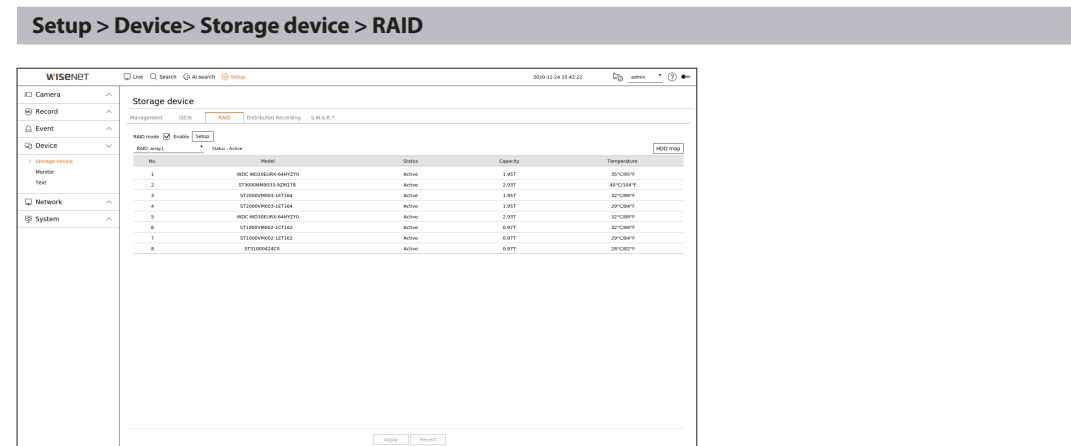 Setup > Device> Storage device > RAID
WISENET
Live Search AI search Setup
2020-11-24 15:42:22
admin
Camera
Record
Event
Device
Storage device
Monitor
Text
Network
System
Storage device
Management iSCSI RAID Distributed Recording S.M.A.R.T
RAID mode Enable Setup
RAID array1 Status : Active HDD map
No. Model Status Capacity Temperature
1 WDC WD20EURX-64HYZY0 Active 1.95T 35°C/95°F
2 ST3000NM0033-9ZM178 Active 2.93T 40°C/104°F
3 ST2000VM003-1ET164 Active 1.95T 32°C/89°F
4 ST2000VM003-1ET164 Active 1.95T 29°C/84°F
5 WDC WD30EURX-64HYZY0 Active 2.93T 32°C/89°F
6 ST1000VM002-1CT162 Active 0.97T 32°C/89°F
7 ST1000VM002-1ET162 Active 0.97T 29°C/84°F
8 ST31000424CS Active 0.97T 28°C/82°F
Apply Revert